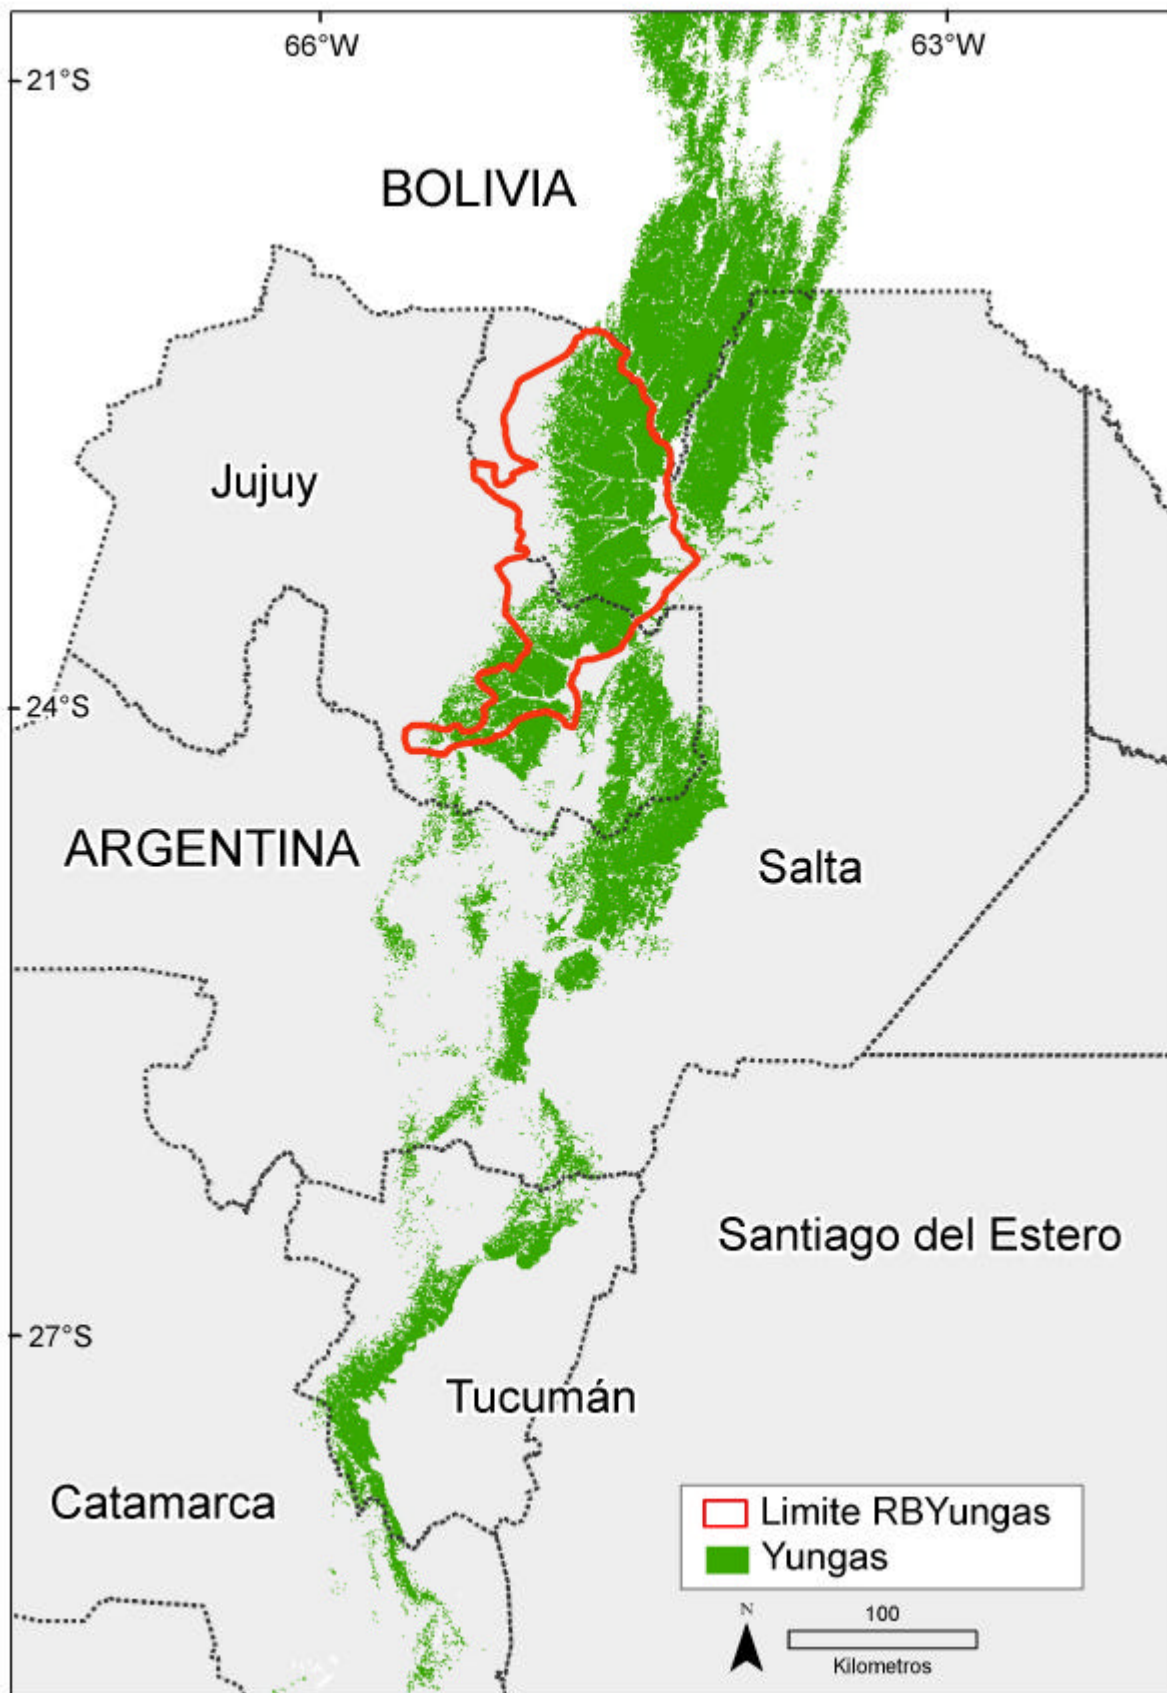 66°W
63°W
21°S
BOLIVIA
Jujuy
24°S
ARGENTINA
Salta
Santiago del Estero
27°S
Tucumán
Catamarca
Limite RBYungas
Yungas
N
100
Kilometros